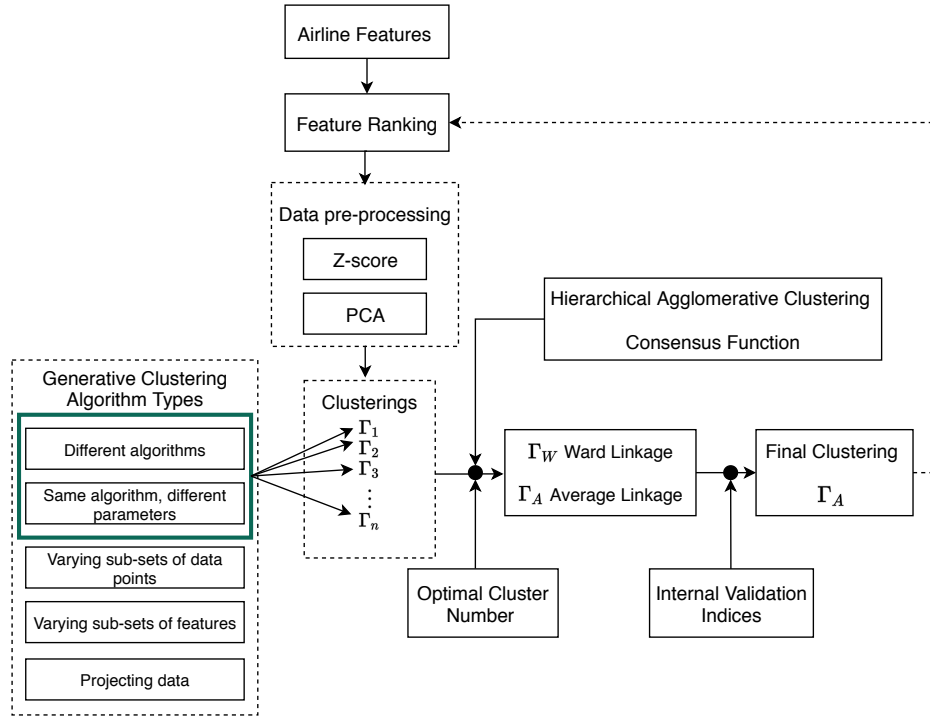 Airline Features
Feature Ranking
Data pre-processing
Z-score
PCA
Hierarchical Agglomerative Clustering
Consensus Function
Generative Clustering
Algorithm Types
Different algorithms
Same algorithm, different
parameters
Varying sub-sets of data
points
Varying sub-sets of features
Projecting data
Clusterings
Γ1
Γ2
Γ3
⋮
Γn
ΓW Ward Linkage
ΓA Average Linkage
Final Clustering
ΓA
Optimal Cluster
Number
Internal Validation
Indices